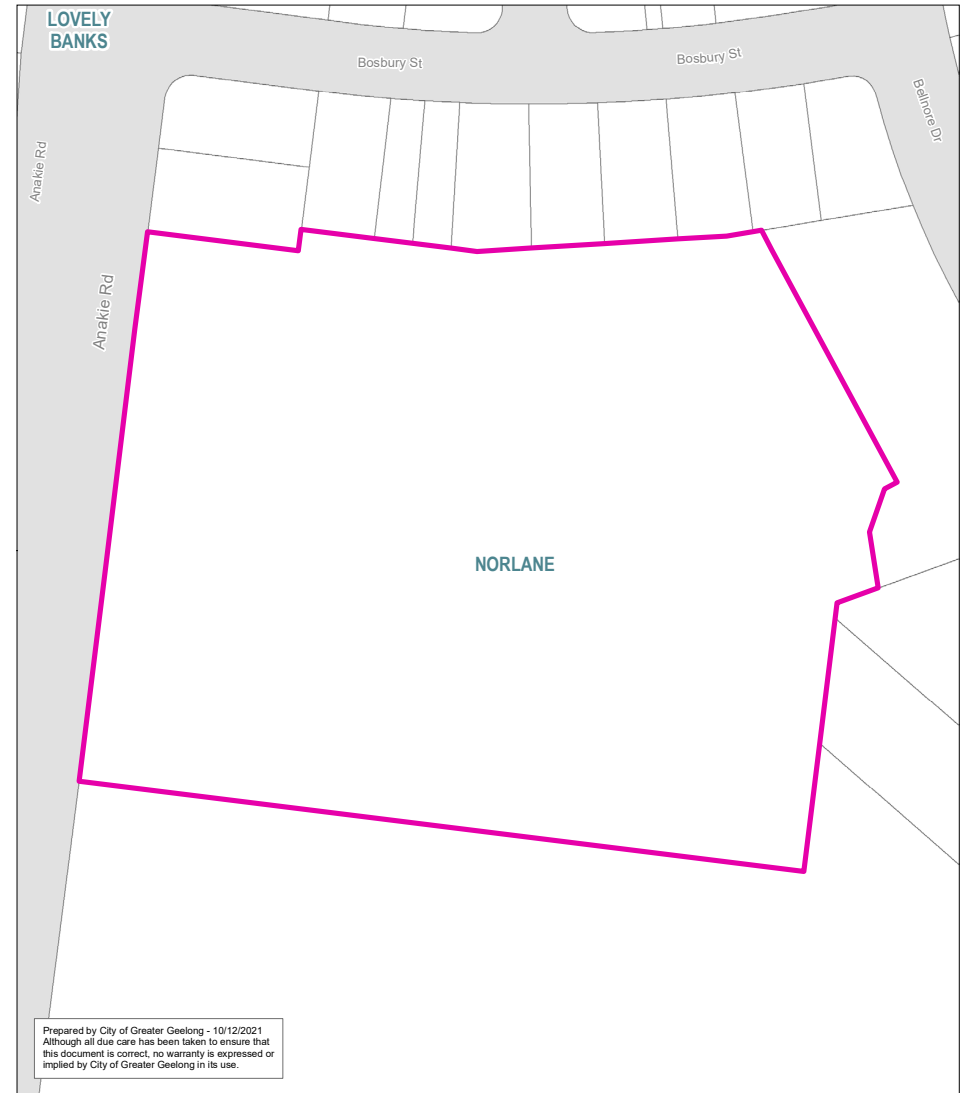 LOVELY
BANKS
Bosbury St
Bosbury St
Bellnore Dr
Anakie Rd
Anakie Rd
NORLANE
Prepared by City of Greater Geelong - 10/12/2021
Although all due care has been taken to ensure that
this document is correct, no warranty is expressed or
implied by City of Greater Geelong in its use.